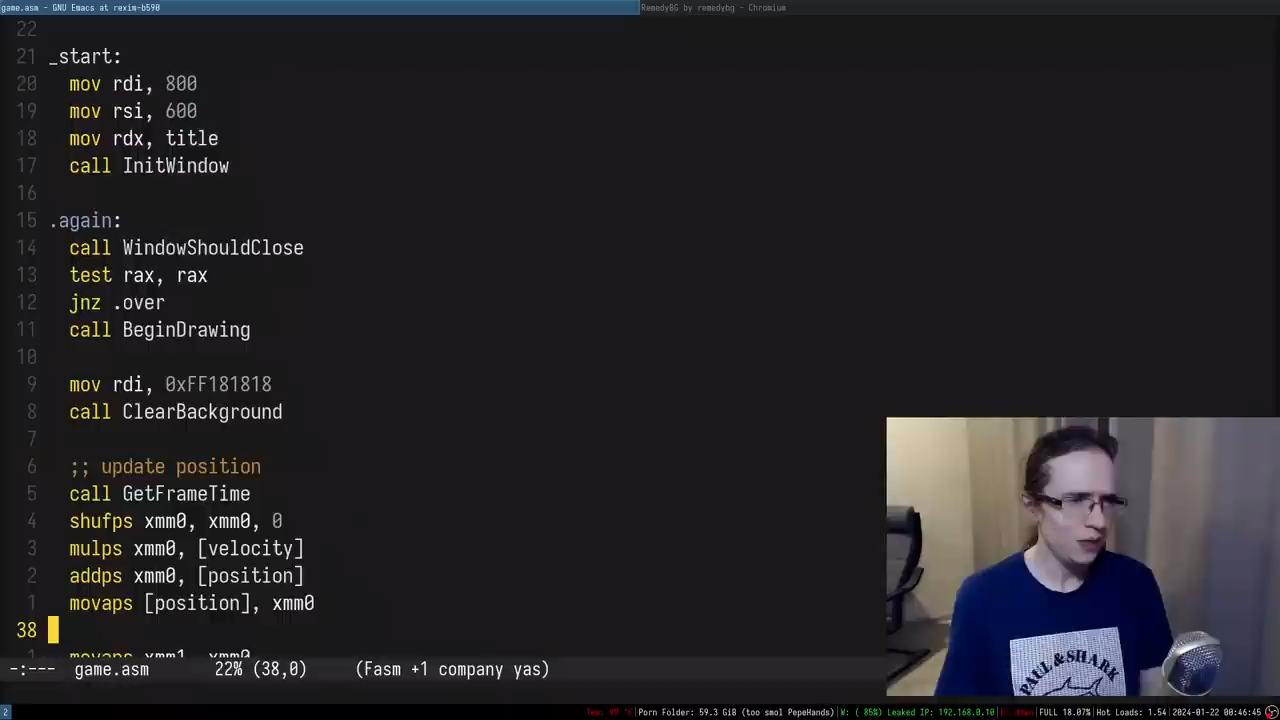 game.asm - GNU Emacs at rexim-b590
RemedyBG by remedybg - Chromium
22
21 _start:
20 mov rdi, 800
19 mov rsi, 600
18 mov rdx, title
17 call InitWindow
16
15 .again:
14 call WindowShouldClose
13 test rax, rax
12 jnz .over
11 call BeginDrawing
10
9 mov rdi, 0xFF181818
8 call ClearBackground
7
6 ;; update position
5 call GetFrameTime
4 shufps xmm0, xmm0, 0
3 mulps xmm0, [velocity]
2 addps xmm0, [position]
1 movaps [position], xmm0
38
1 movaps xmm1, xmm0
-:--- game.asm 22% (38,0) (Fasm +1 company yas)
PAUL & SHARK
2
Porn Folder: 59.3 GiB (too smol PepeHands) W: ( 85%) Leaked IP: 192.168.0.10 FULL 18.07% Hot Loads: 1.54 2024-01-22 00:46:45